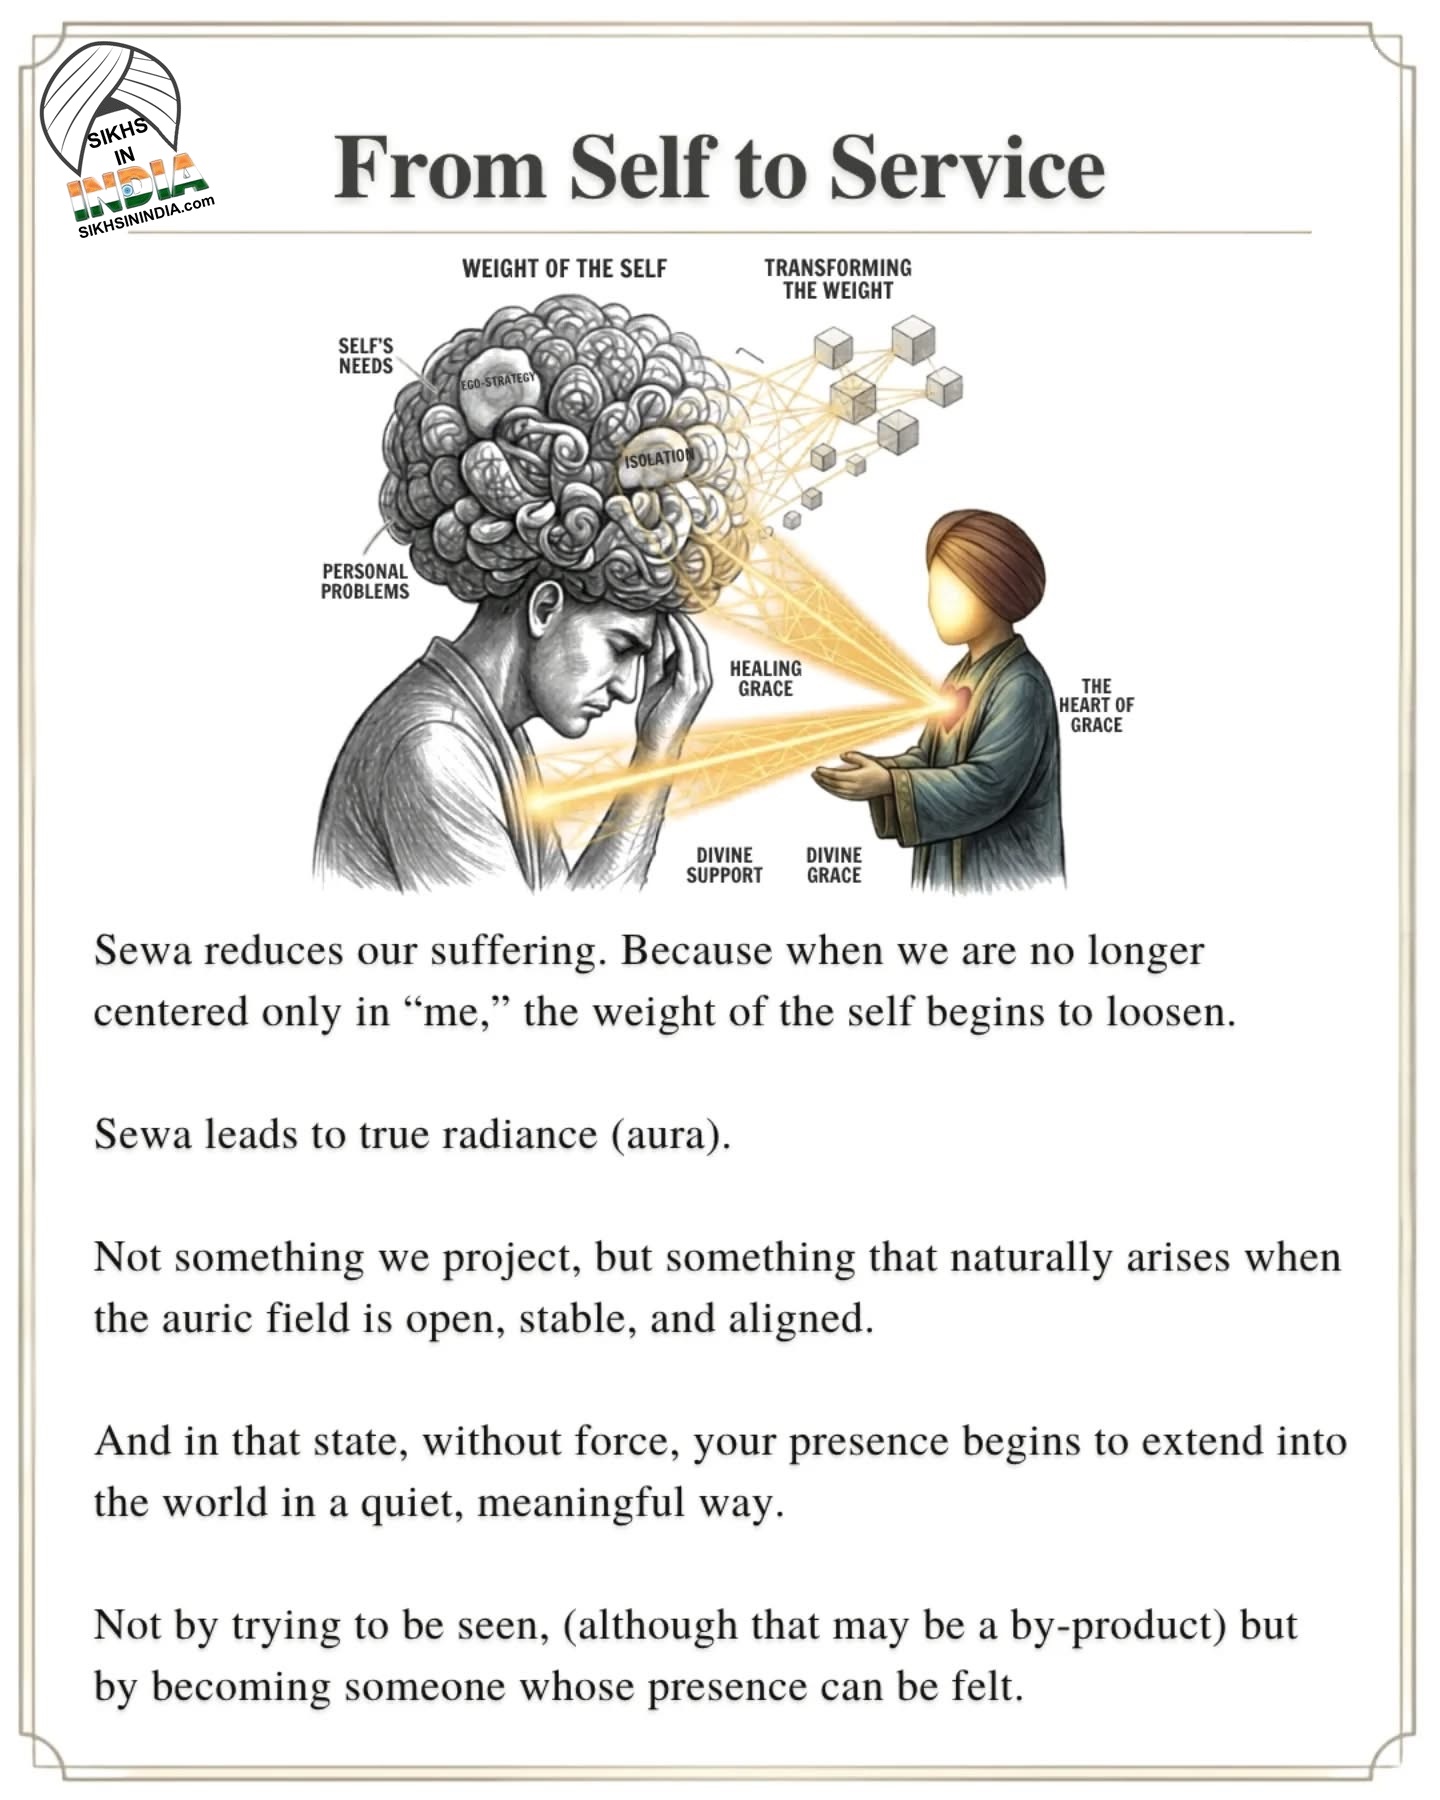 SIKHS
IN
INDIA
SIKHSININDIA.com
From Self to Service
WEIGHT OF THE SELF
TRANSFORMING
THE WEIGHT
SELF'S
NEEDS
EGO-STRATEGY
ISOLATION
PERSONAL
PROBLEMS
HEALING
GRACE
THE
HEART OF
GRACE
DIVINE
SUPPORT
DIVINE
GRACE
Sewa reduces our suffering. Because when we are no longer
centered only in “me,” the weight of the self begins to loosen.
Sewa leads to true radiance (aura).
Not something we project, but something that naturally arises when
the auric field is open, stable, and aligned.
And in that state, without force, your presence begins to extend into
the world in a quiet, meaningful way.
Not by trying to be seen, (although that may be a by-product) but
by becoming someone whose presence can be felt.